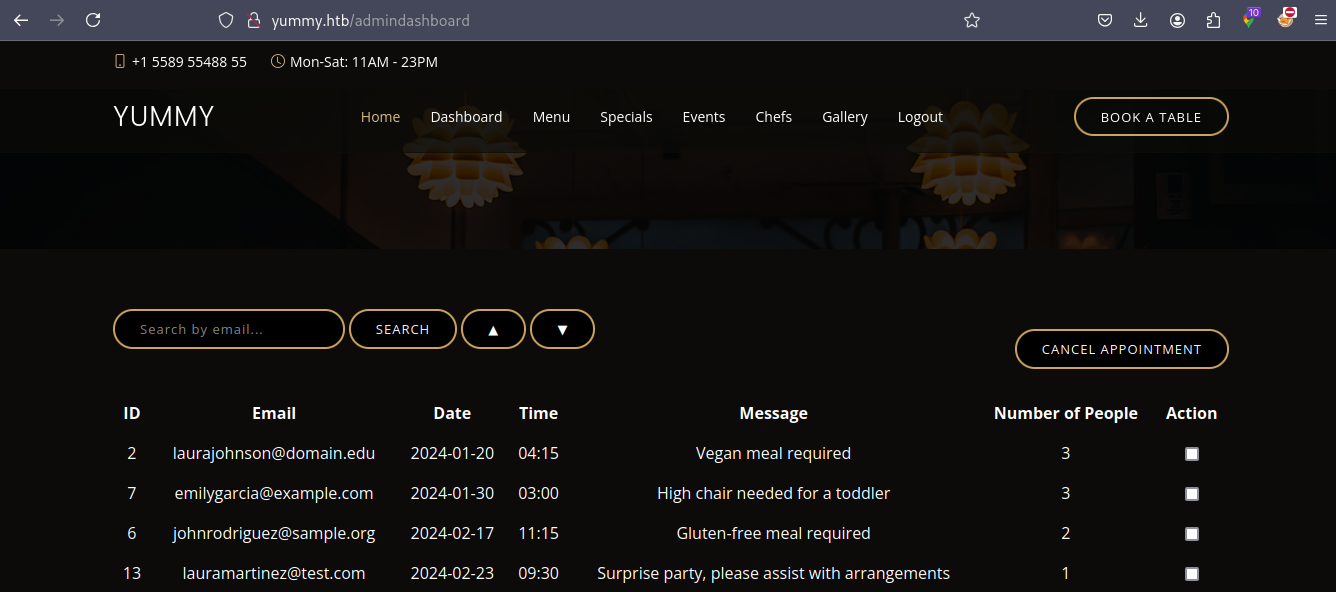 yummy.htb/admindashboard
10
+1 5589 55488 55 Mon-Sat: 11AM - 23PM
YUMMY Home Dashboard Menu Specials Events Chefs Gallery Logout BOOK A TABLE
Search by email... SEARCH ▲ ▼
CANCEL APPOINTMENT
ID Email Date Time Message Number of People Action
2 laurajohnson@domain.edu 2024-01-20 04:15 Vegan meal required 3
7 emilygarcia@example.com 2024-01-30 03:00 High chair needed for a toddler 3
6 johnrodriguez@sample.org 2024-02-17 11:15 Gluten-free meal required 2
13 lauramartinez@test.com 2024-02-23 09:30 Surprise party, please assist with arrangements 1